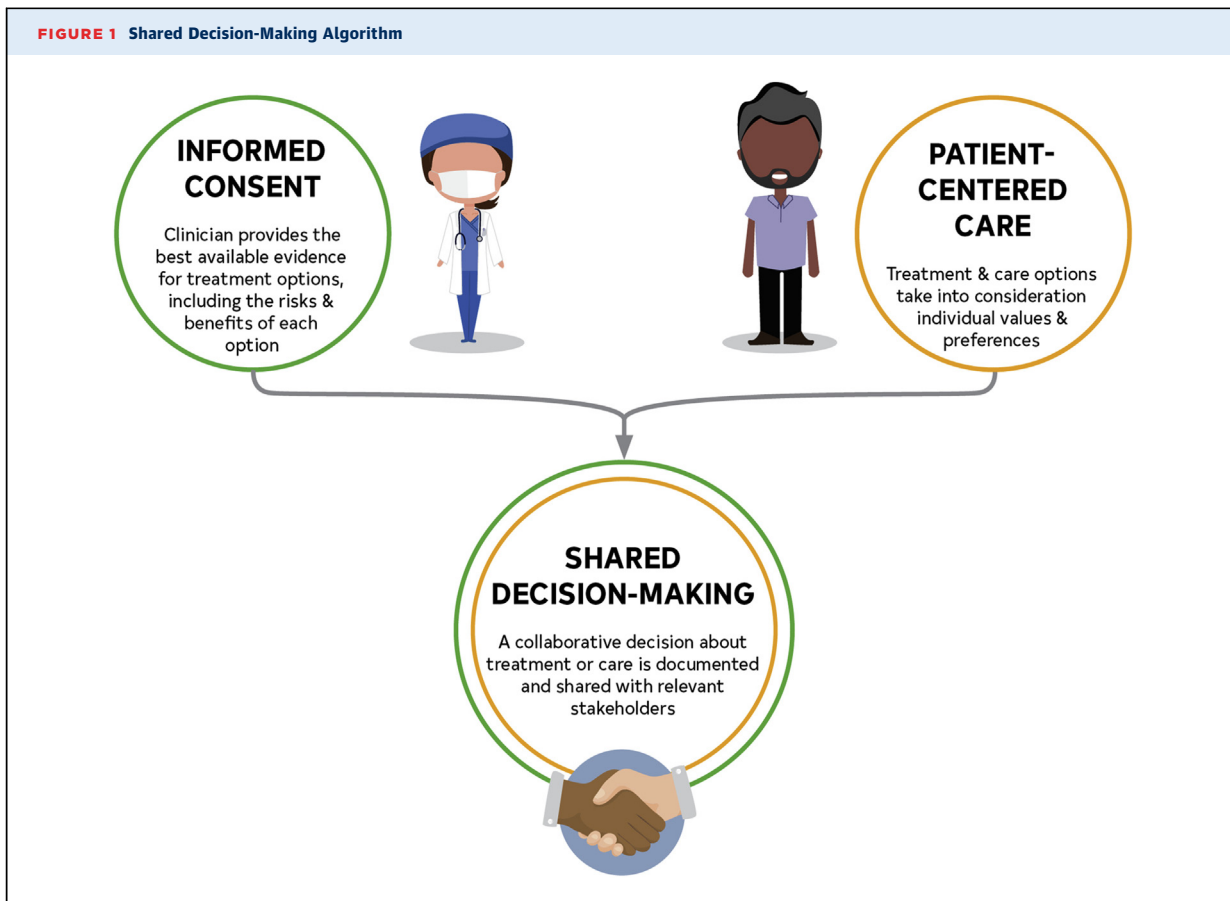 FIGURE 1 Shared Decision-Making Algorithm
INFORMED
CONSENT
Clinician provides the
best available evidence
for treatment options,
including the risks &
benefits of each
option
PATIENT-
CENTERED
CARE
Treatment & care options
take into consideration
individual values &
preferences
SHARED
DECISION-MAKING
A collaborative decision about
treatment or care is documented
and shared with relevant
stakeholders